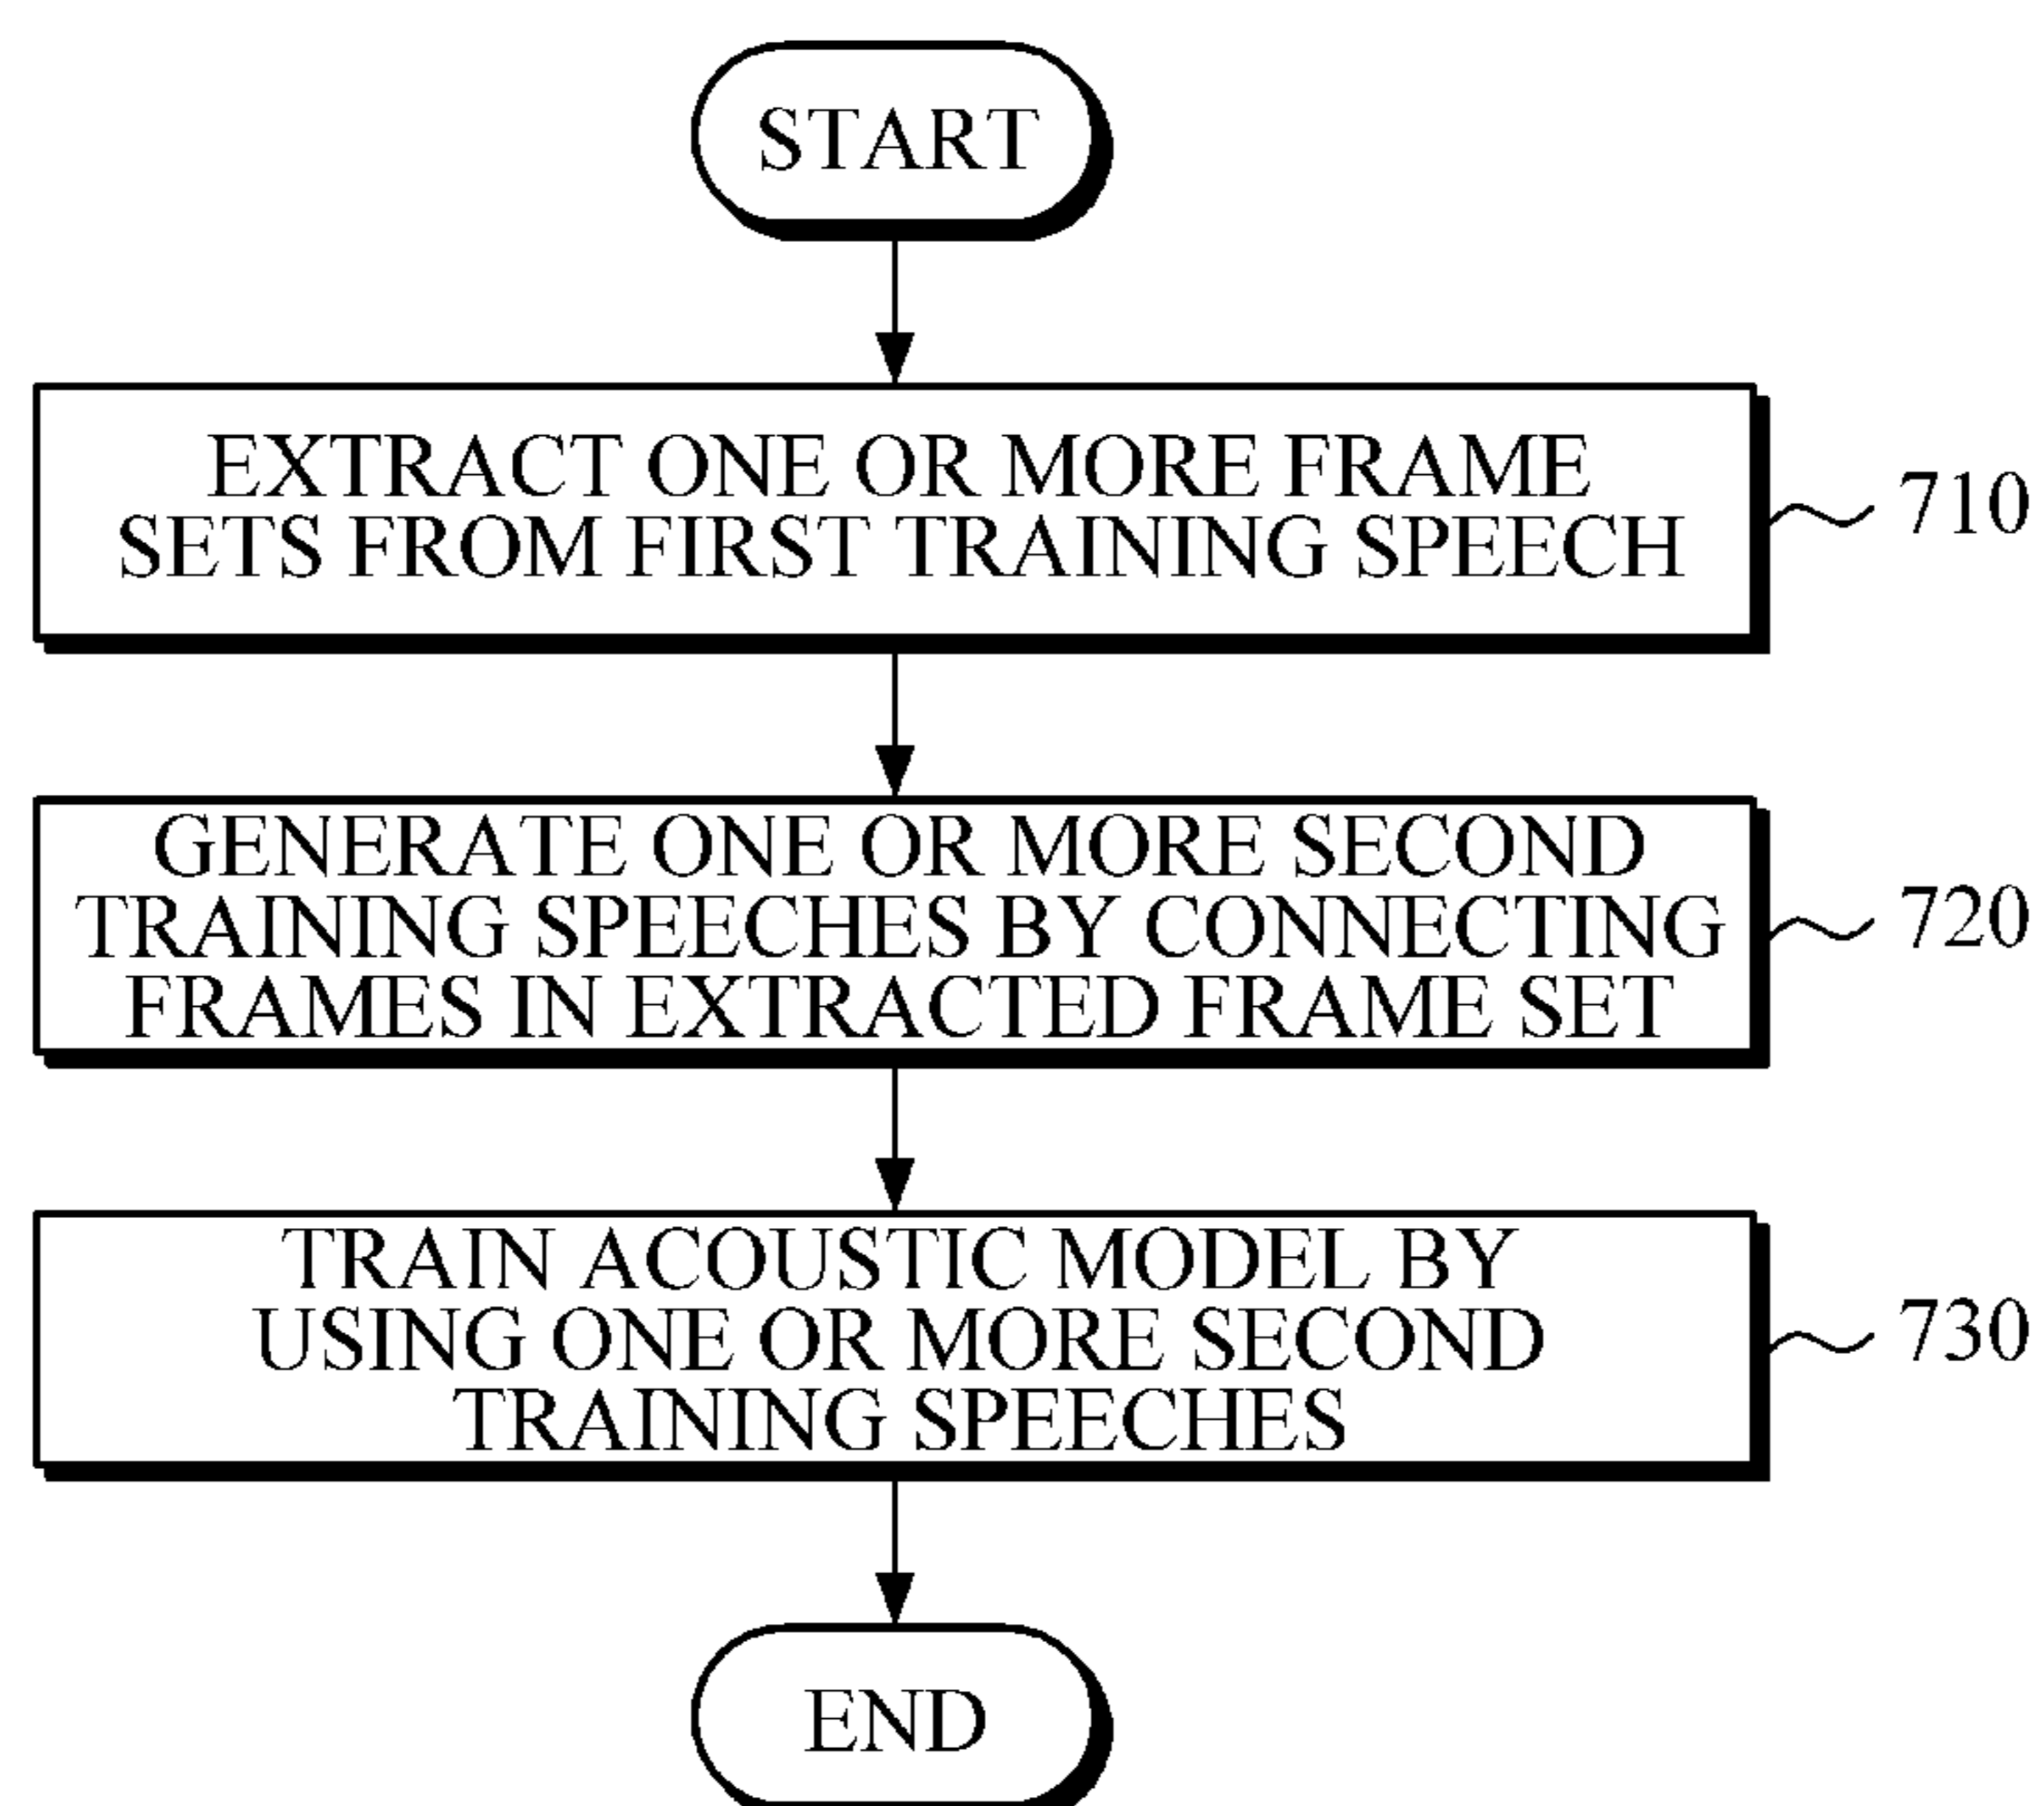 START
EXTRACT ONE OR MORE FRAME
SETS FROM FIRST TRAINING SPEECH
710
GENERATE ONE OR MORE SECOND
TRAINING SPEECHES BY CONNECTING
FRAMES IN EXTRACTED FRAME SET
720
TRAIN ACOUSTIC MODEL BY
USING ONE OR MORE SECOND
TRAINING SPEECHES
730
END